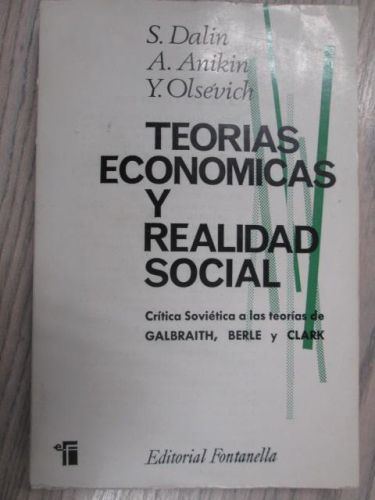 S. Dalin
A. Anikin
Y. Olsévich
TEORIAS
ECONOMICAS
Y
REALIDAD
SOCIAL
Crítica Soviética a las teorías de
GALBRAITH, BERLE y CLARK
Editorial Fontanella